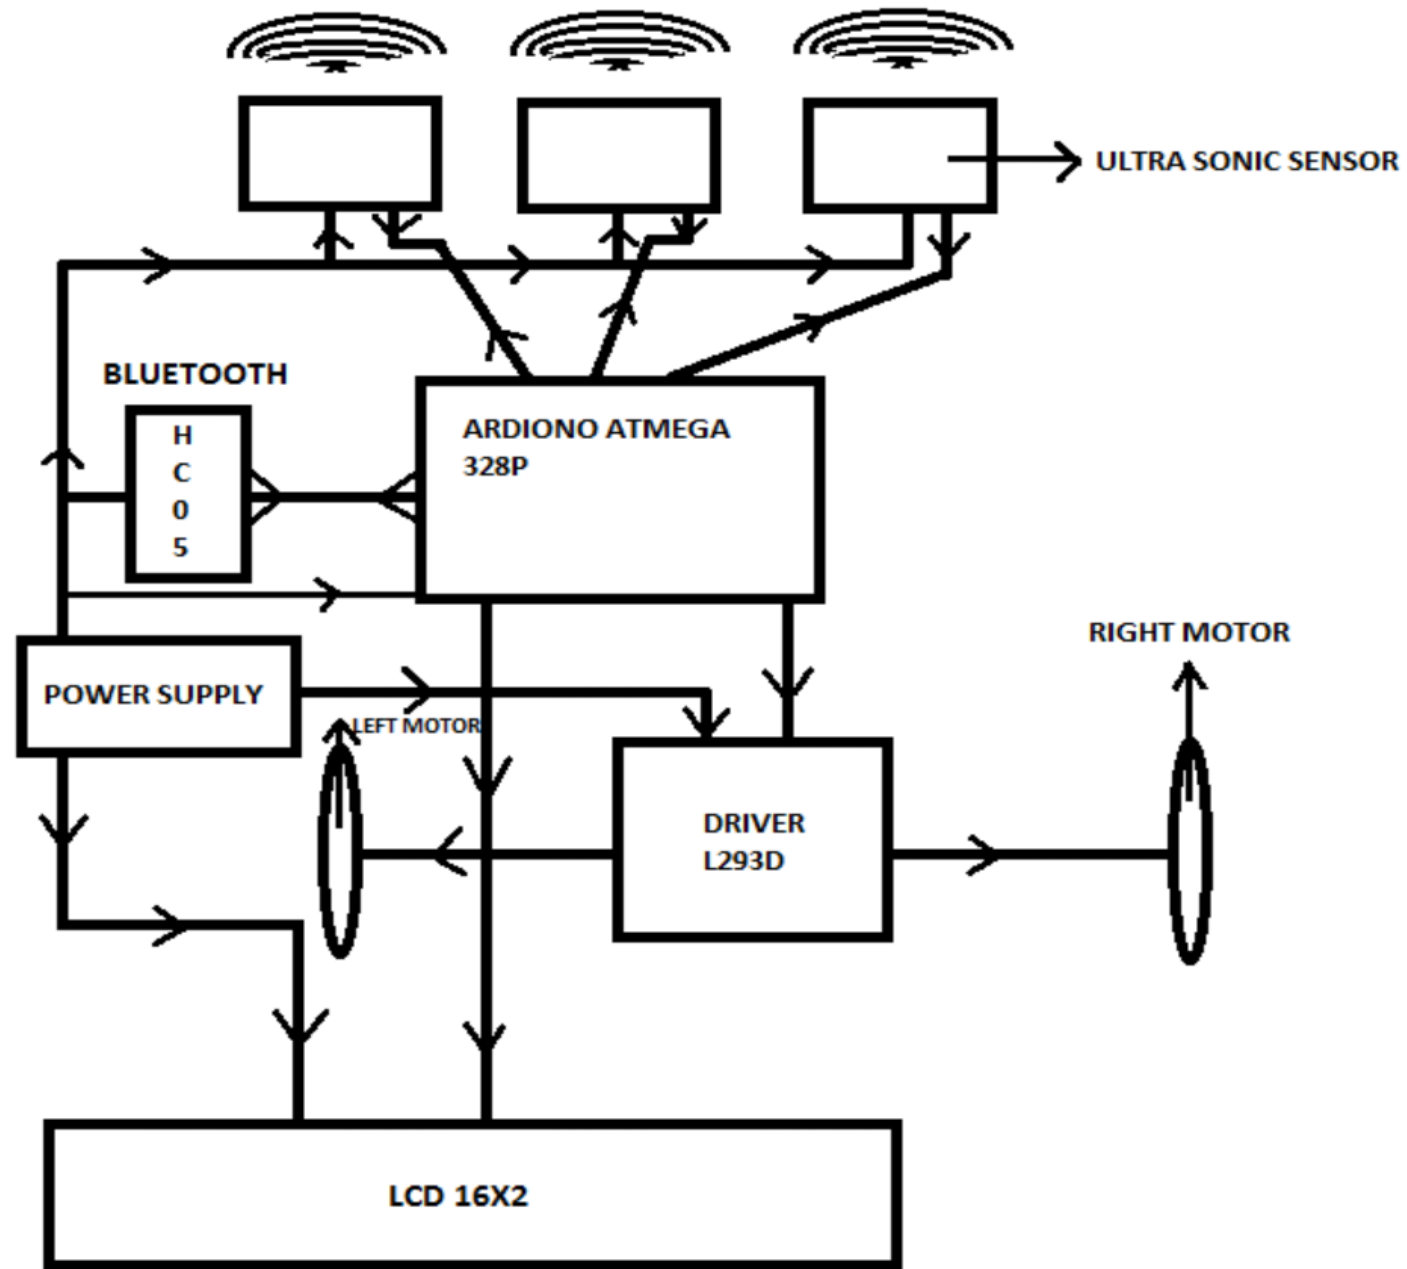 ULTRA SONIC SENSOR
BLUETOOTH
H
C
0
5
ARDIONO ATMEGA
328P
RIGHT MOTOR
POWER SUPPLY
LEFT MOTOR
DRIVER
L293D
LCD 16X2